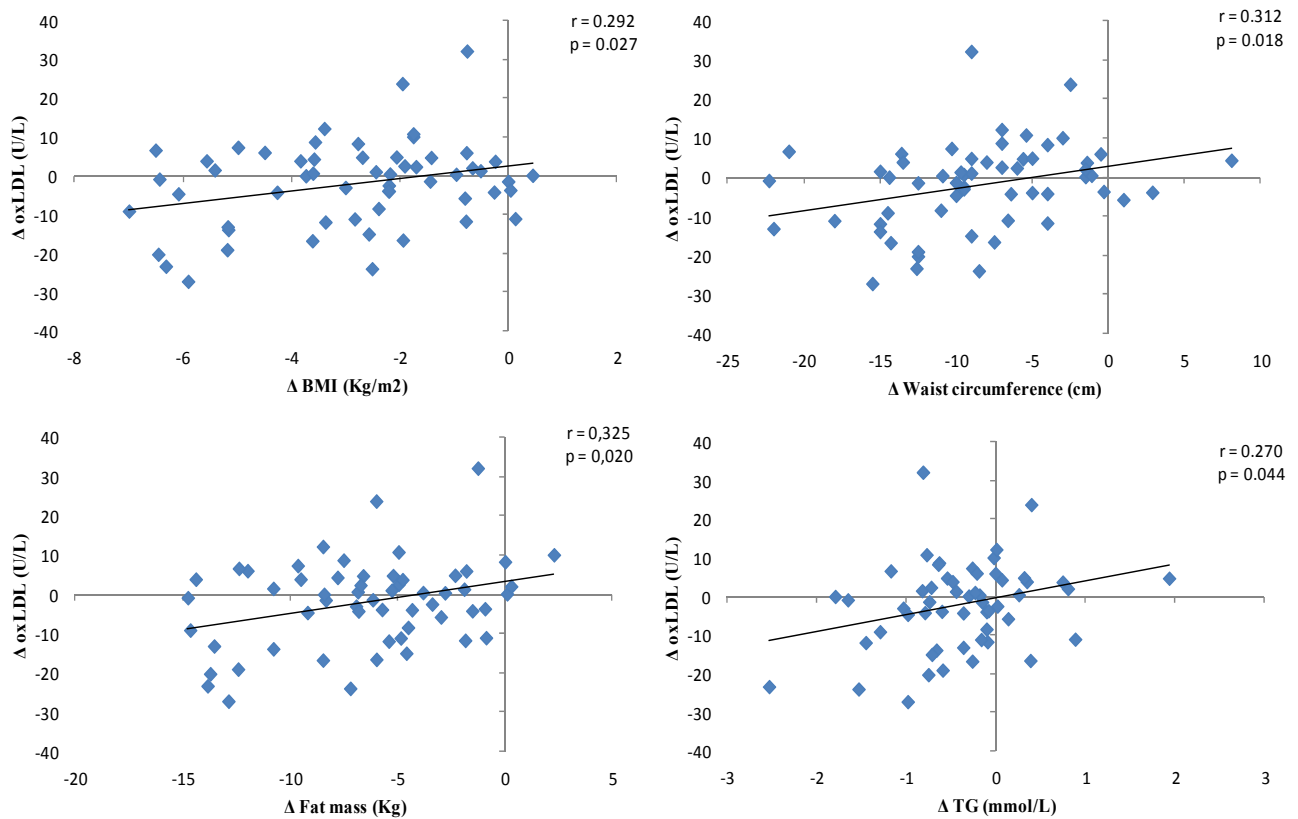 r = 0.292
p = 0.027
40
30
20
10
0
-10
-20
-30
-40
Δ oxLDL (U/L)
-8 -6 -4 -2 0 2
Δ BMI (Kg/m2)
r = 0.312
p = 0.018
40
30
20
10
0
-10
-20
-30
-40
Δ oxLDL (U/L)
-25 -20 -15 -10 -5 0 5 10
Δ Waist circumference (cm)
r = 0,325
p = 0,020
40
30
20
10
0
-10
-20
-30
-40
Δ oxLDL (U/L)
-20 -15 -10 -5 0 5
Δ Fat mass (Kg)
r = 0.270
p = 0.044
40
30
20
10
0
-10
-20
-30
-40
Δ oxLDL (U/L)
-3 -2 -1 0 1 2 3
Δ TG (mmol/L)